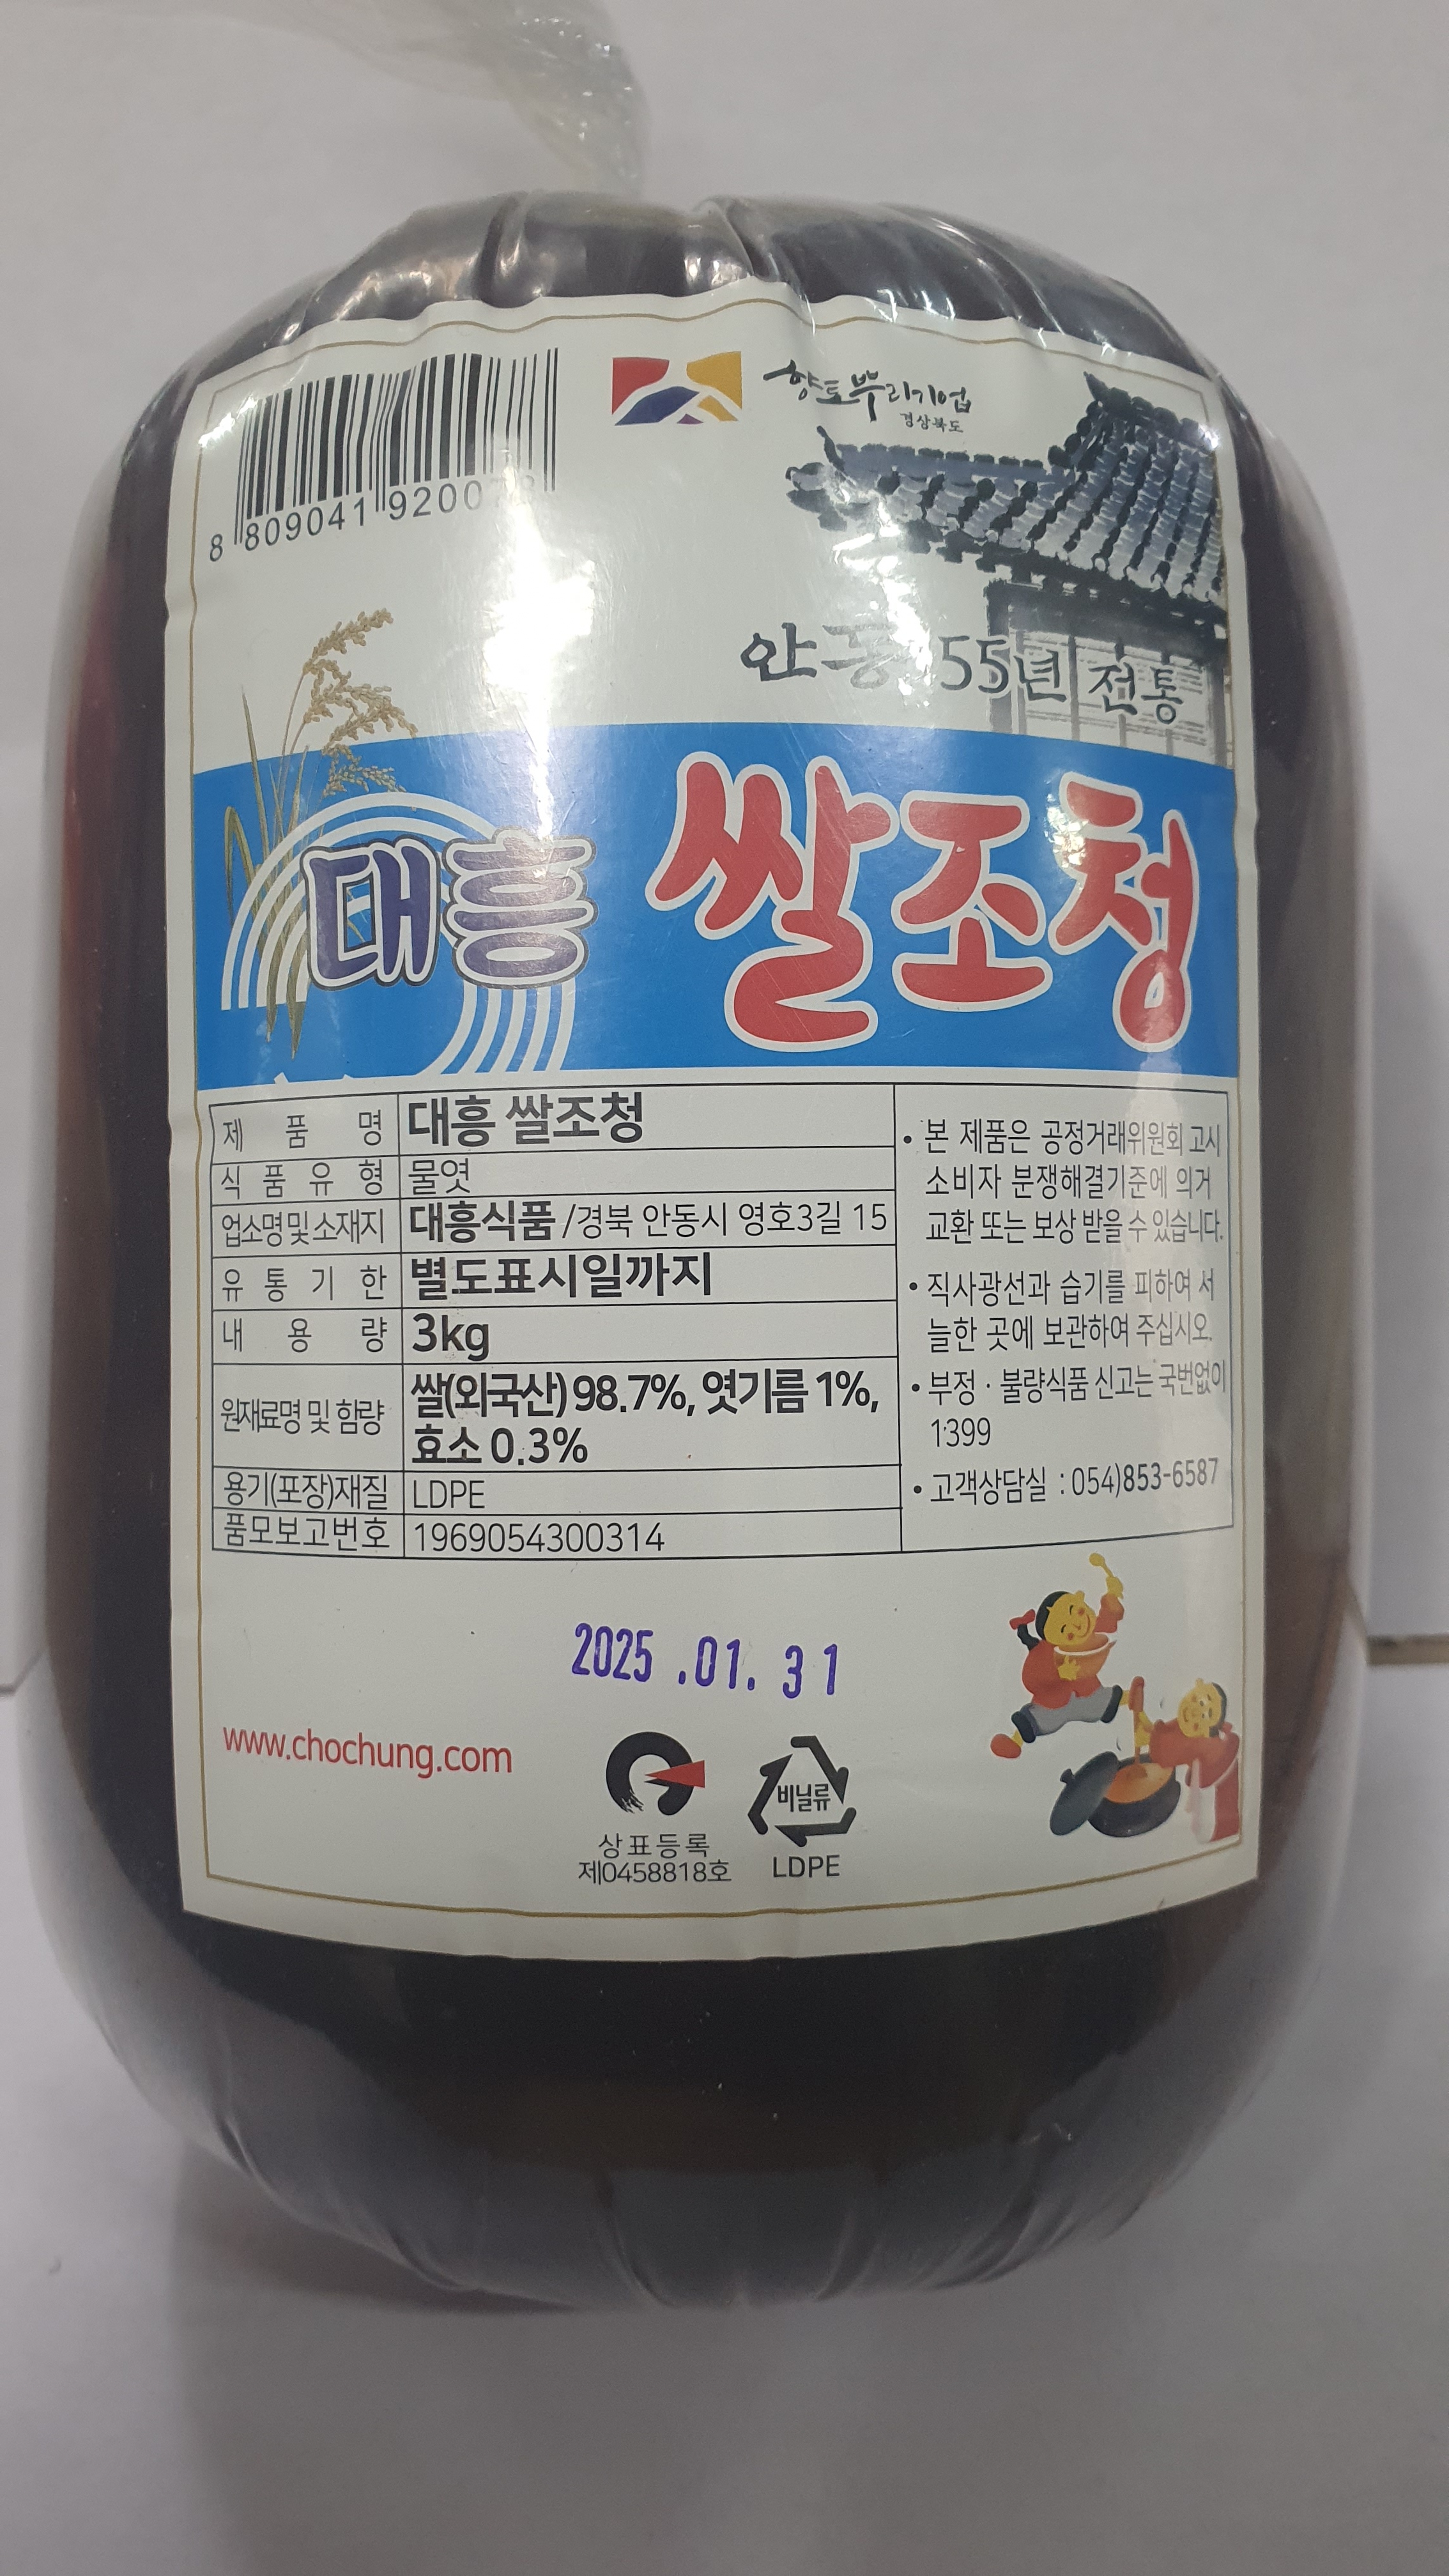 향토뿌리기업
경상북도
8 809041 920078
안동 55년 전통
대흥 쌀조청
제 품 명 대흥 쌀조청
식 품 유 형 물엿
업소명및소재지 대흥식품 /경북 안동시 영호3길 15
유 통 기 한 별도표시일까지
내 용 량 3kg
원재료명 및 함량 쌀(외국산) 98.7%, 엿기름 1%,
효소 0.3%
용기(포장)재질 LDPE
품모보고번호 1969054300314
• 본 제품은 공정거래위원회 고시
소비자 분쟁해결기준에 의거
교환 또는 보상 받을 수 있습니다.
• 직사광선과 습기를 피하여 서
늘한 곳에 보관하여 주십시오.
• 부정 · 불량식품 신고는 국번없이
1399
• 고객상담실 : 054)853-6587
2025 .01. 31
www.chochung.com
상표등록
제0458818호
비닐류
LDPE